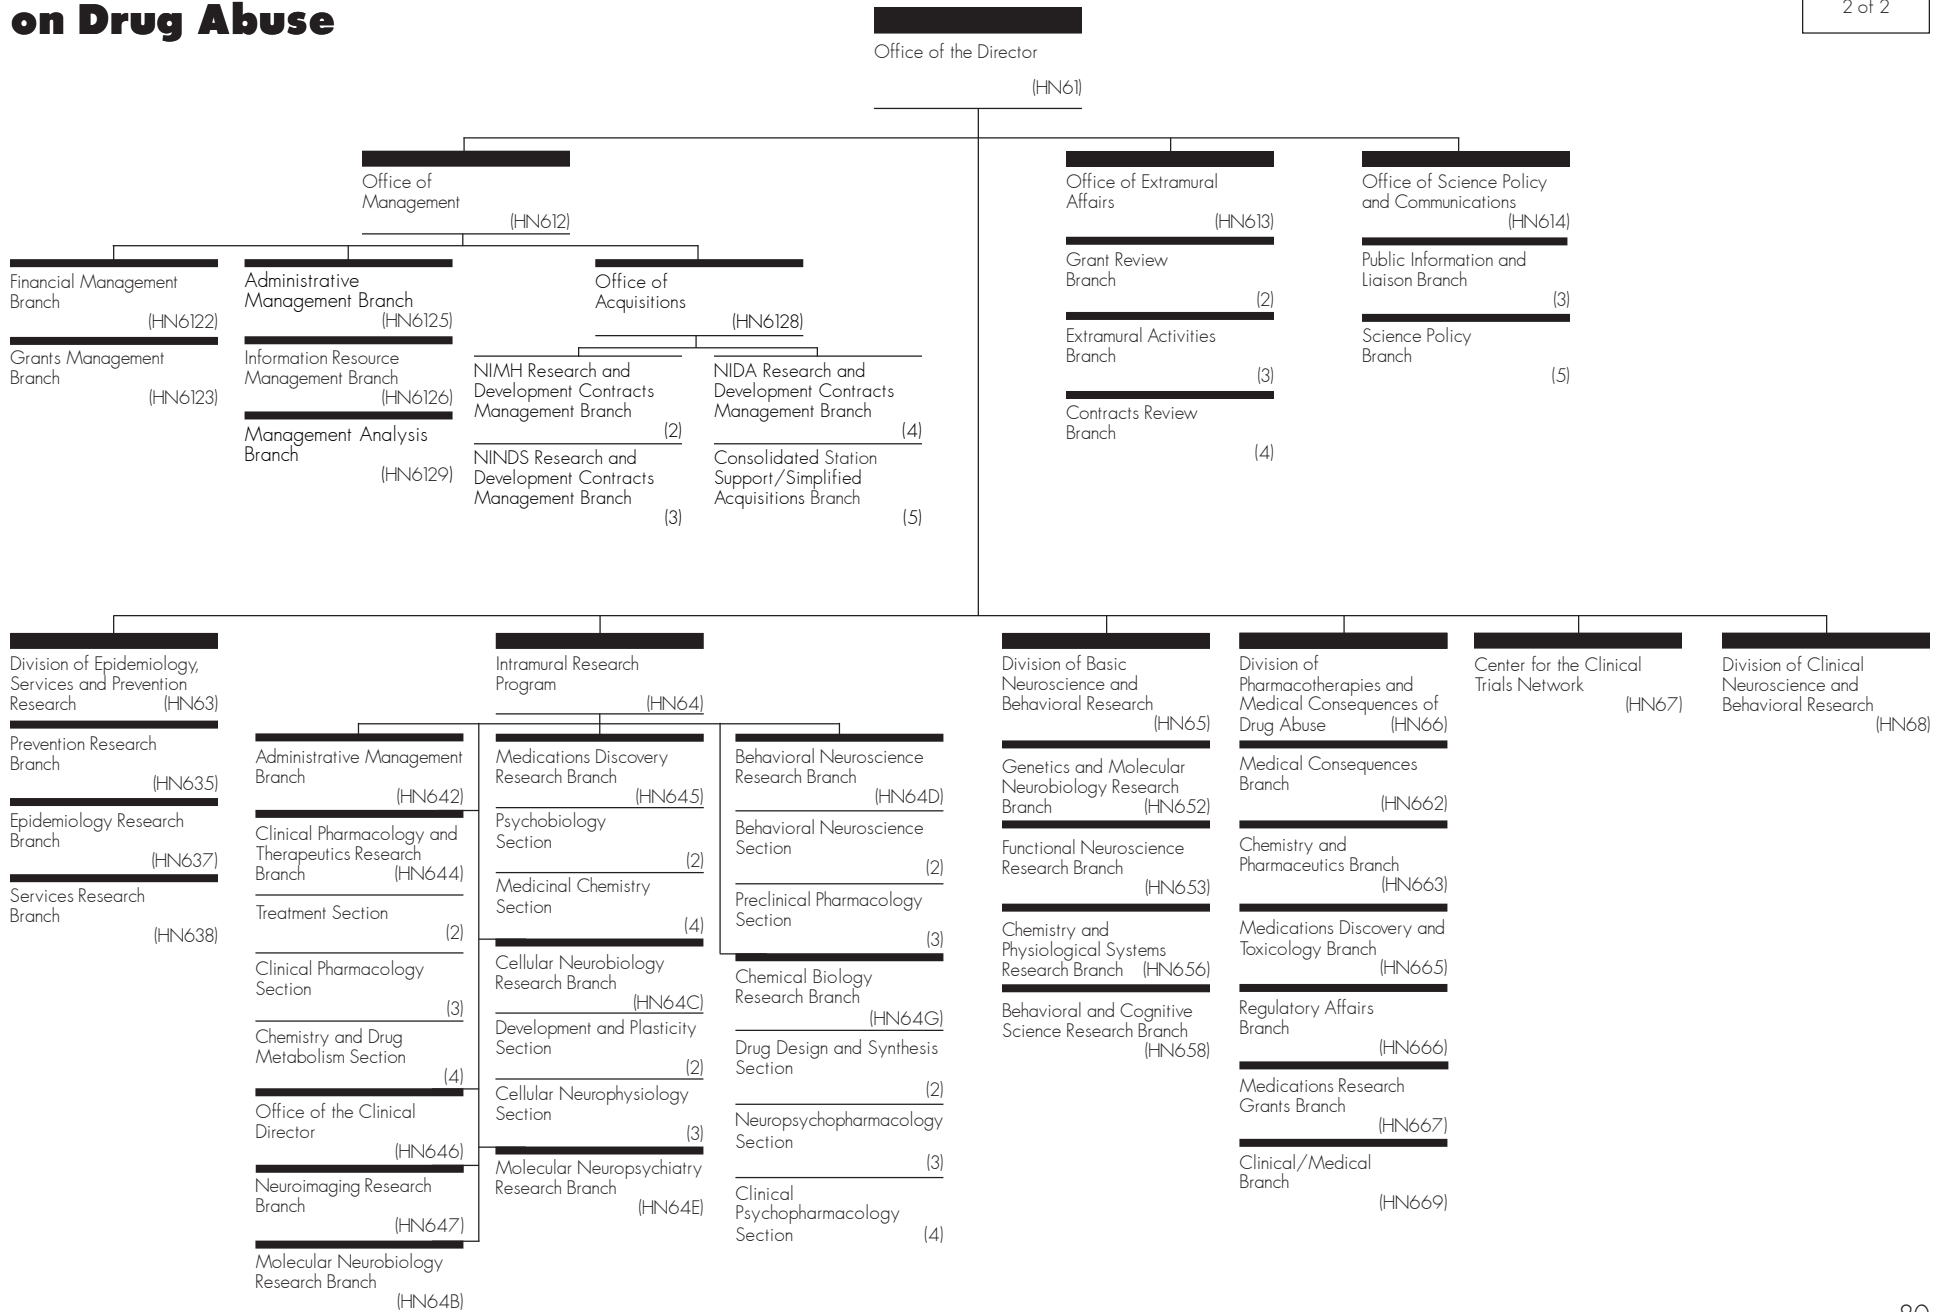 on Drug Abuse
2 of 2
Office of the Director
(HN61)
Office of
Management
(HN612)
Financial Management
Branch
(HN6122)
Grants Management
Branch
(HN6123)
Administrative
Management Branch
(HN6125)
Information Resource
Management Branch
(HN6126)
Management Analysis
Branch
(HN6129)
Office of
Acquisitions
(HN6128)
NIMH Research and
Development Contracts
Management Branch
(2)
NINDS Research and
Development Contracts
Management Branch
(3)
NIDA Research and
Development Contracts
Management Branch
(4)
Consolidated Station
Support/Simplified
Acquisitions Branch
(5)
Office of Extramural
Affairs
(HN613)
Grant Review
Branch
(2)
Extramural Activities
Branch
(3)
Contracts Review
Branch
(4)
Office of Science Policy
and Communications
(HN614)
Public Information and
Liaison Branch
(3)
Science Policy
Branch
(5)
Division of Epidemiology,
Services and Prevention
Research (HN63)
Prevention Research
Branch
(HN635)
Epidemiology Research
Branch
(HN637)
Services Research
Branch
(HN638)
Intramural Research
Program
(HN64)
Administrative Management
Branch
(HN642)
Clinical Pharmacology and
Therapeutics Research
Branch (HN644)
Treatment Section
(2)
Clinical Pharmacology
Section
(3)
Chemistry and Drug
Metabolism Section
(4)
Office of the Clinical
Director
(HN646)
Neuroimaging Research
Branch
(HN647)
Molecular Neurobiology
Research Branch
(HN64B)
Medications Discovery
Research Branch
(HN645)
Psychobiology
Section
(2)
Medicinal Chemistry
Section
(4)
Cellular Neurobiology
Research Branch
(HN64C)
Development and Plasticity
Section
(2)
Cellular Neurophysiology
Section
(3)
Molecular Neuropsychiatry
Research Branch
(HN64E)
Behavioral Neuroscience
Research Branch
(HN64D)
Behavioral Neuroscience
Section
(2)
Preclinical Pharmacology
Section
(3)
Chemical Biology
Research Branch
(HN64G)
Drug Design and Synthesis
Section
(2)
Neuropsychopharmacology
Section
(3)
Clinical
Psychopharmacology
Section (4)
Division of Basic
Neuroscience and
Behavioral Research
(HN65)
Genetics and Molecular
Neurobiology Research
Branch (HN652)
Functional Neuroscience
Research Branch
(HN653)
Chemistry and
Physiological Systems
Research Branch (HN656)
Behavioral and Cognitive
Science Research Branch
(HN658)
Division of
Pharmacotherapies and
Medical Consequences of
Drug Abuse (HN66)
Medical Consequences
Branch
(HN662)
Chemistry and
Pharmaceutics Branch
(HN663)
Medications Discovery and
Toxicology Branch
(HN665)
Regulatory Affairs
Branch
(HN666)
Medications Research
Grants Branch
(HN667)
Clinical/Medical
Branch
(HN669)
Center for the Clinical
Trials Network
(HN67)
Division of Clinical
Neuroscience and
Behavioral Research
(HN68)